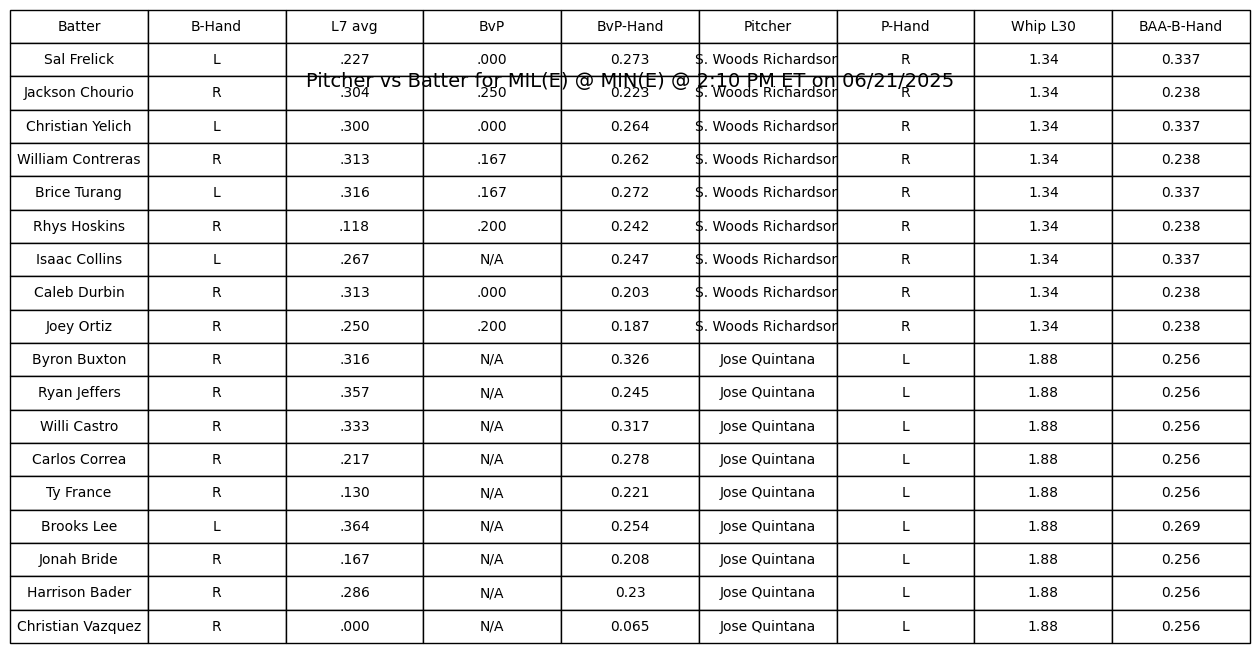 Batter B-Hand L7 avg BvP BvP-Hand Pitcher P-Hand Whip L30 BAA-B-Hand
Sal Frelick L .227 .000 0.273 S. Woods Richardson R 1.34 0.337
Pitcher vs Batter for MIL(E) @ MIN(E) @ 2:10 PM ET on 06/21/2025
Jackson Chourio R .304 .250 0.223 S. Woods Richardson R 1.34 0.238
Christian Yelich L .300 .000 0.264 S. Woods Richardson R 1.34 0.337
William Contreras R .313 .167 0.262 S. Woods Richardson R 1.34 0.238
Brice Turang L .316 .167 0.272 S. Woods Richardson R 1.34 0.337
Rhys Hoskins R .118 .200 0.242 S. Woods Richardson R 1.34 0.238
Isaac Collins L .267 N/A 0.247 S. Woods Richardson R 1.34 0.337
Caleb Durbin R .313 .000 0.203 S. Woods Richardson R 1.34 0.238
Joey Ortiz R .250 .200 0.187 S. Woods Richardson R 1.34 0.238
Byron Buxton R .316 N/A 0.326 Jose Quintana L 1.88 0.256
Ryan Jeffers R .357 N/A 0.245 Jose Quintana L 1.88 0.256
Willi Castro R .333 N/A 0.317 Jose Quintana L 1.88 0.256
Carlos Correa R .217 N/A 0.278 Jose Quintana L 1.88 0.256
Ty France R .130 N/A 0.221 Jose Quintana L 1.88 0.256
Brooks Lee L .364 N/A 0.254 Jose Quintana L 1.88 0.269
Jonah Bride R .167 N/A 0.208 Jose Quintana L 1.88 0.256
Harrison Bader R .286 N/A 0.23 Jose Quintana L 1.88 0.256
Christian Vazquez R .000 N/A 0.065 Jose Quintana L 1.88 0.256